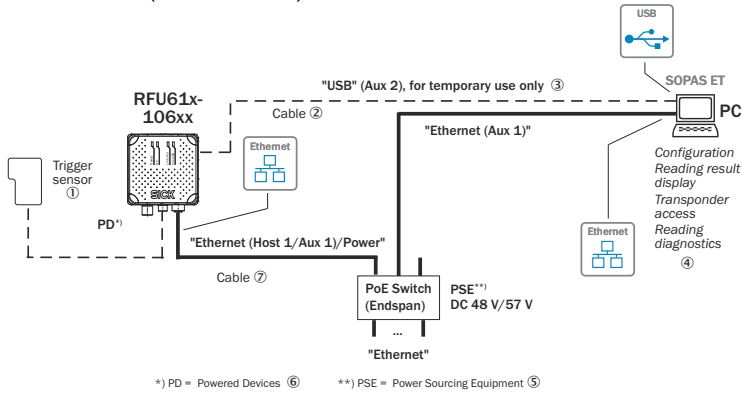 USB
SOPAS ET
"USB" (Aux 2), for temporary use only ③
RFU61x-
106xx
Cable ②
PC
"Ethernet (Aux 1)"
Ethernet
Trigger
sensor
①
SICK
Configuration
Reading result
display
Transponder
access
Reading
diagnostics
④
Ethernet
PD*)
"Ethernet (Host 1/Aux 1)/Power"
Cable ⑦
PoE Switch
(Endspan)
PSE**)
DC 48 V/57 V
...
"Ethernet"
*) PD = Powered Devices ⑥
**) PSE = Power Sourcing Equipment ⑤